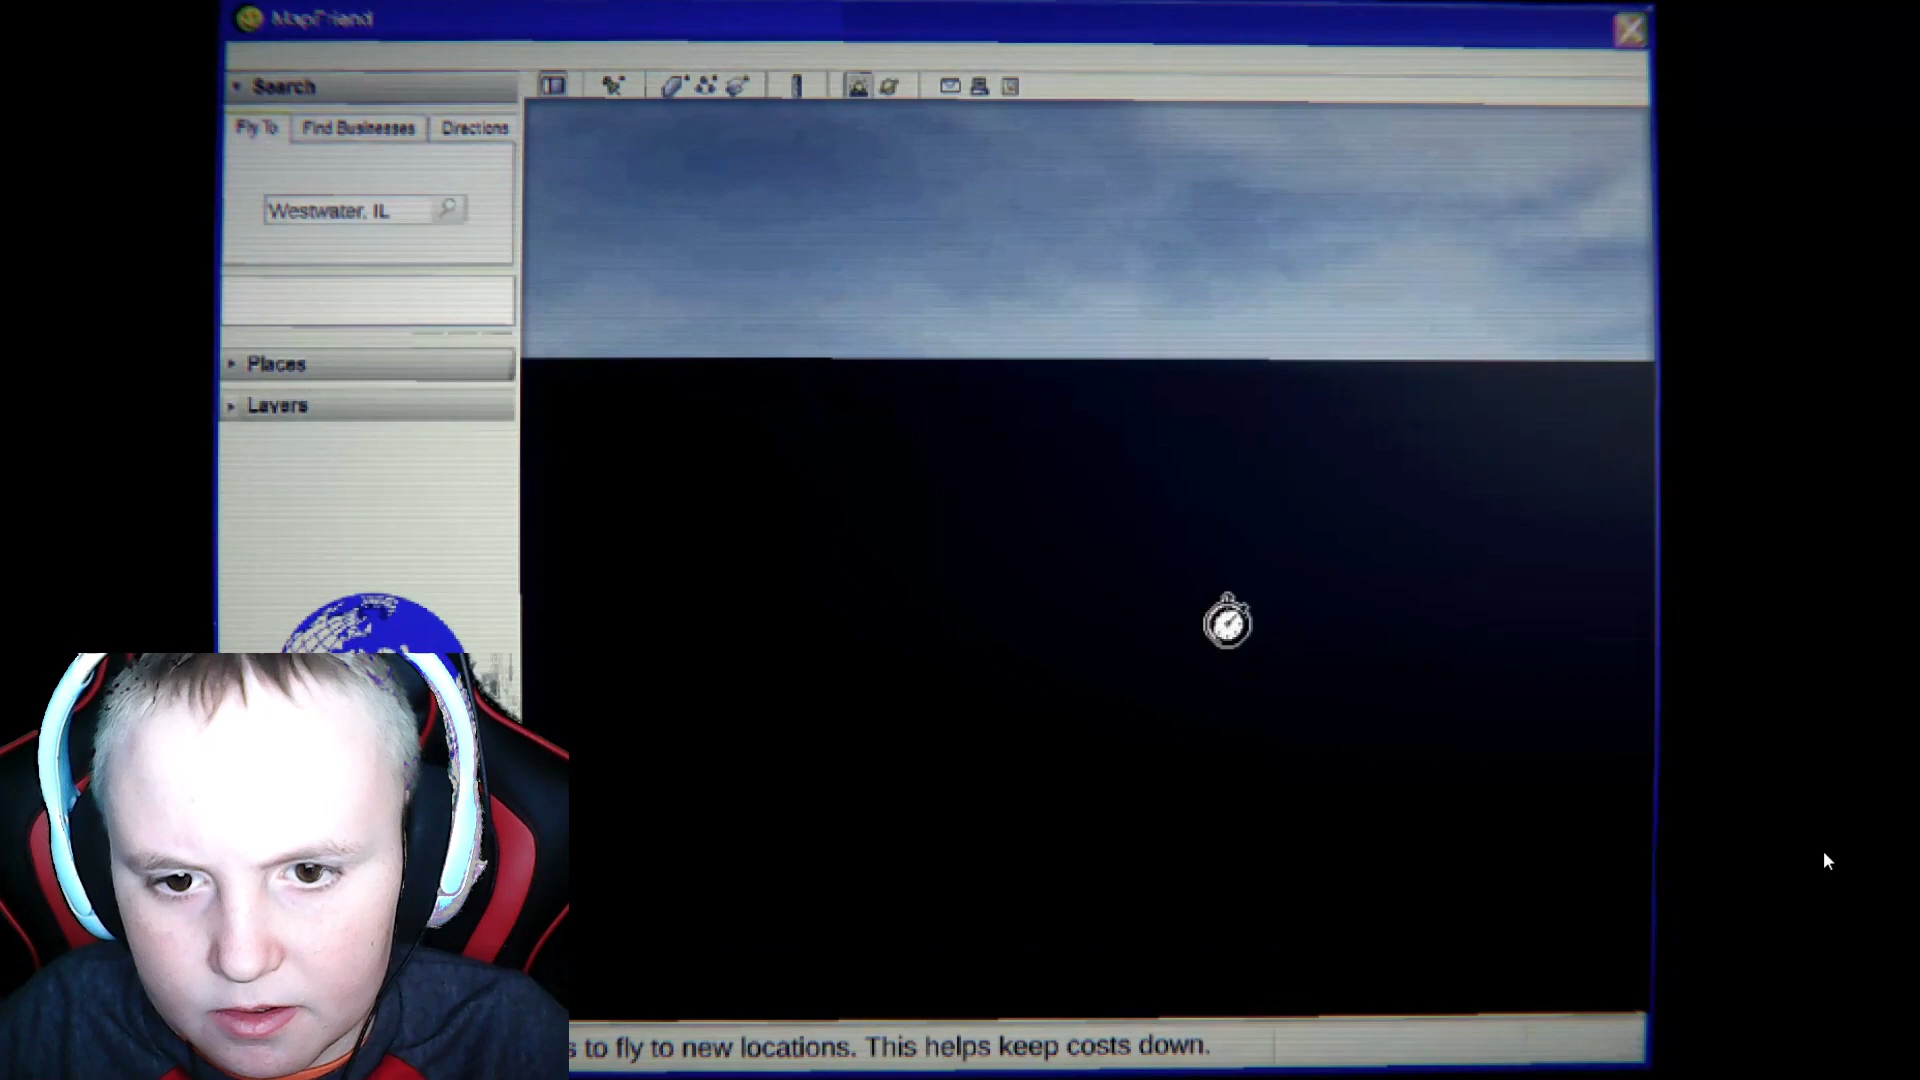 MapFriend
Search
Fly To
Find Businesses
Directions
Westwater, IL
Places
Layers
s to fly to new locations. This helps keep costs down.